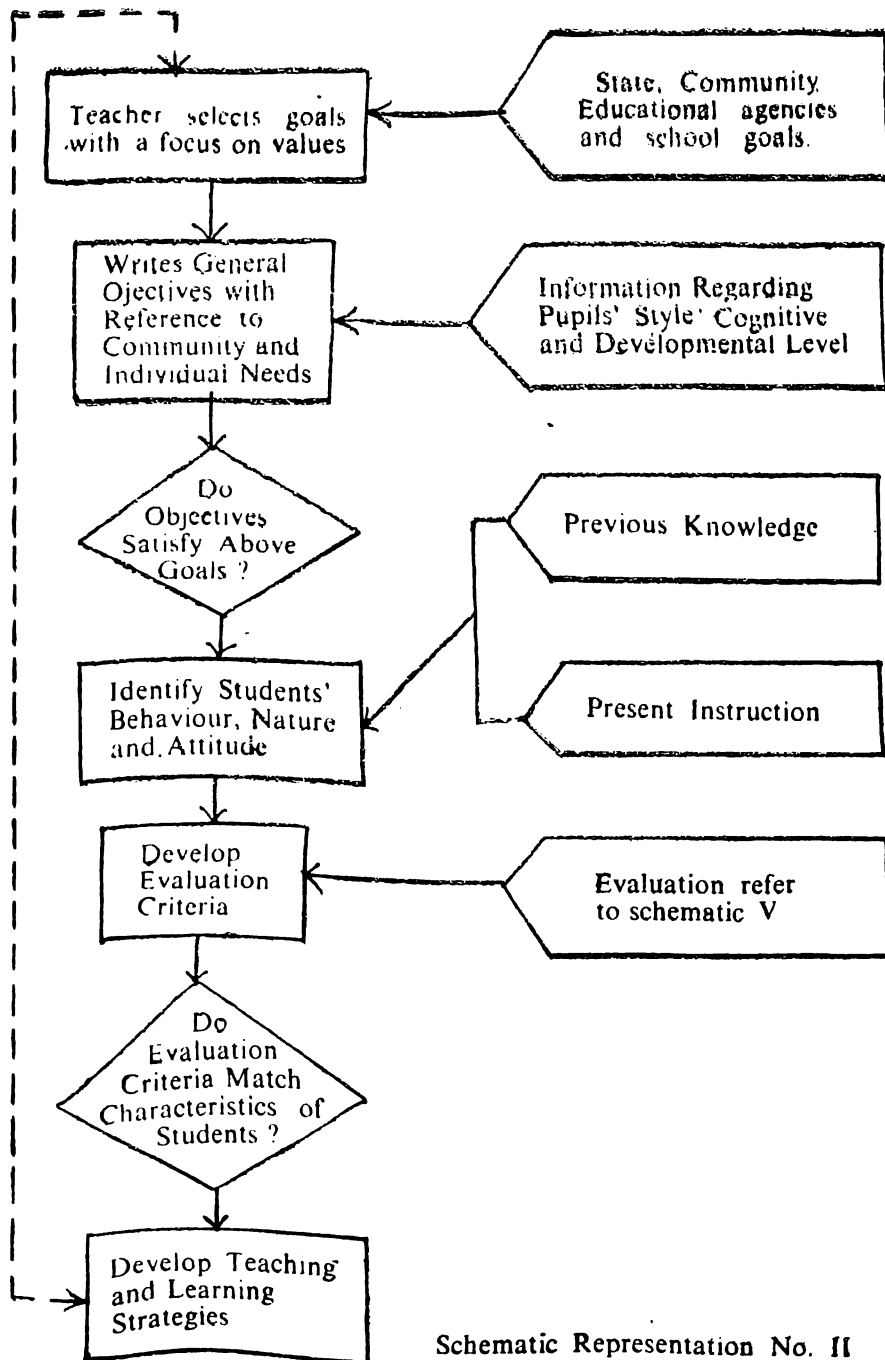 Teacher selects goals
with a focus on values
State, Community,
Educational agencies
and school goals.
Writes General
Ojectives with
Reference to
Community and
Individual Needs
Information Regarding
Pupils' Style' Cognitive
and Developmental Level
Do
Objectives
Satisfy Above
Goals ?
Previous Knowledge
Identify Students'
Behaviour, Nature
and Attitude
Present Instruction
Develop
Evaluation
Criteria
Evaluation refer
to schematic V
Do
Evaluation
Criteria Match
Characteristics of
Students ?
Develop Teaching
and Learning
Strategies
Schematic Representation No. II